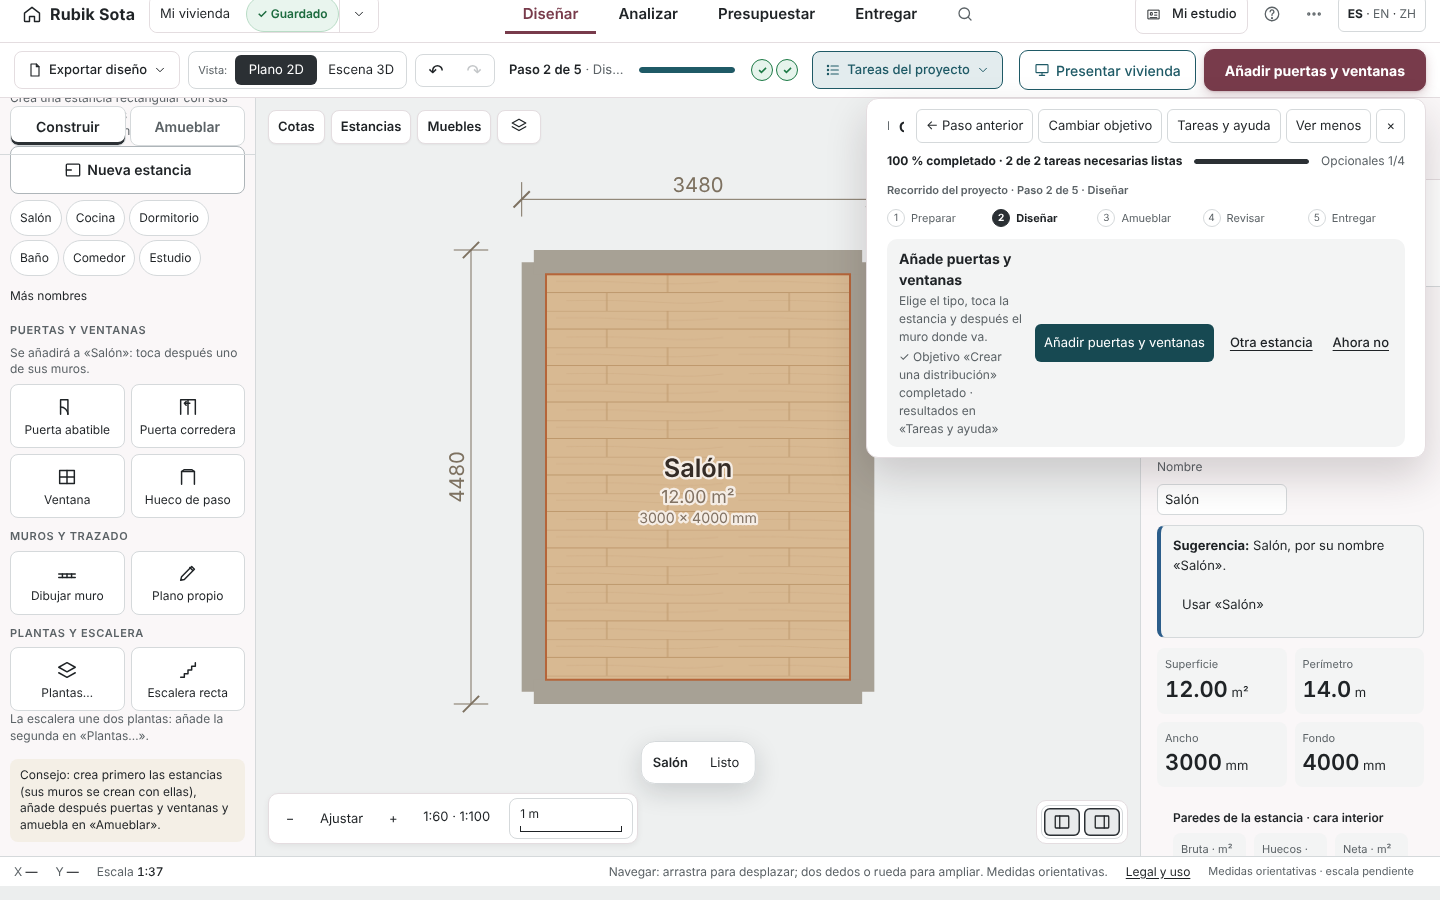 Rubik Sota
Mi vivienda
Guardado
Diseñar
Analizar
Presupuestar
Entregar
Mi estudio
ES · EN · ZH
Exportar diseño
Vista:
Plano 2D
Escena 3D
Paso 2 de 5 · Dis...
Tareas del proyecto
Presentar vivienda
Añadir puertas y ventanas
Crea una estancia rectangular con sus
Construir
Amueblar
Nueva estancia
Salón
Cocina
Dormitorio
Baño
Comedor
Estudio
Más nombres
PUERTAS Y VENTANAS
Se añadirá a «Salón»: toca después uno
de sus muros.
Puerta abatible
Puerta corredera
Ventana
Hueco de paso
MUROS Y TRAZADO
Dibujar muro
Plano propio
PLANTAS Y ESCALERA
Plantas...
Escalera recta
La escalera une dos plantas: añade la
segunda en «Plantas...».
Consejo: crea primero las estancias
(sus muros se crean con ellas),
añade después puertas y ventanas y
amuebla en «Amueblar».
Cotas
Estancias
Muebles
3480
4480
Salón
12.00 m²
3000 × 4000 mm
Salón
Listo
−
Ajustar
+
1:60 · 1:100
1 m
← Paso anterior
Cambiar objetivo
Tareas y ayuda
Ver menos
×
100 % completado · 2 de 2 tareas necesarias listas
Opcionales 1/4
Recorrido del proyecto · Paso 2 de 5 · Diseñar
1 Preparar
2 Diseñar
3 Amueblar
4 Revisar
5 Entregar
Añade puertas y
ventanas
Elige el tipo, toca la
estancia y después el
muro donde va.
✓ Objetivo «Crear
una distribución»
completado ·
resultados en
«Tareas y ayuda»
Añadir puertas y ventanas
Otra estancia
Ahora no
Nombre
Salón
Sugerencia: Salón, por su nombre
«Salón».
Usar «Salón»
Superficie
12.00 m²
Perímetro
14.0 m
Ancho
3000 mm
Fondo
4000 mm
Paredes de la estancia · cara interior
Bruta · m²
Huecos ·
Neta · m²
X —
Y —
Escala 1:37
Navegar: arrastra para desplazar; dos dedos o rueda para ampliar. Medidas orientativas.
Legal y uso
Medidas orientativas · escala pendiente